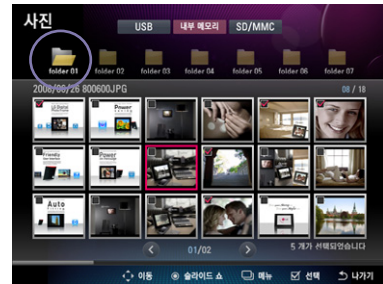 사진
USB 내부 메모리 SD/MMC
folder 01 folder 02 folder 03 folder 04 folder 05 folder 06 folder 07
2008/08/26 800600JPG 08 / 18
Power
Power
Auto
01/02
5 개가 선택되었습니다
이동 슬라이드 쇼 메뉴 선택 나가기